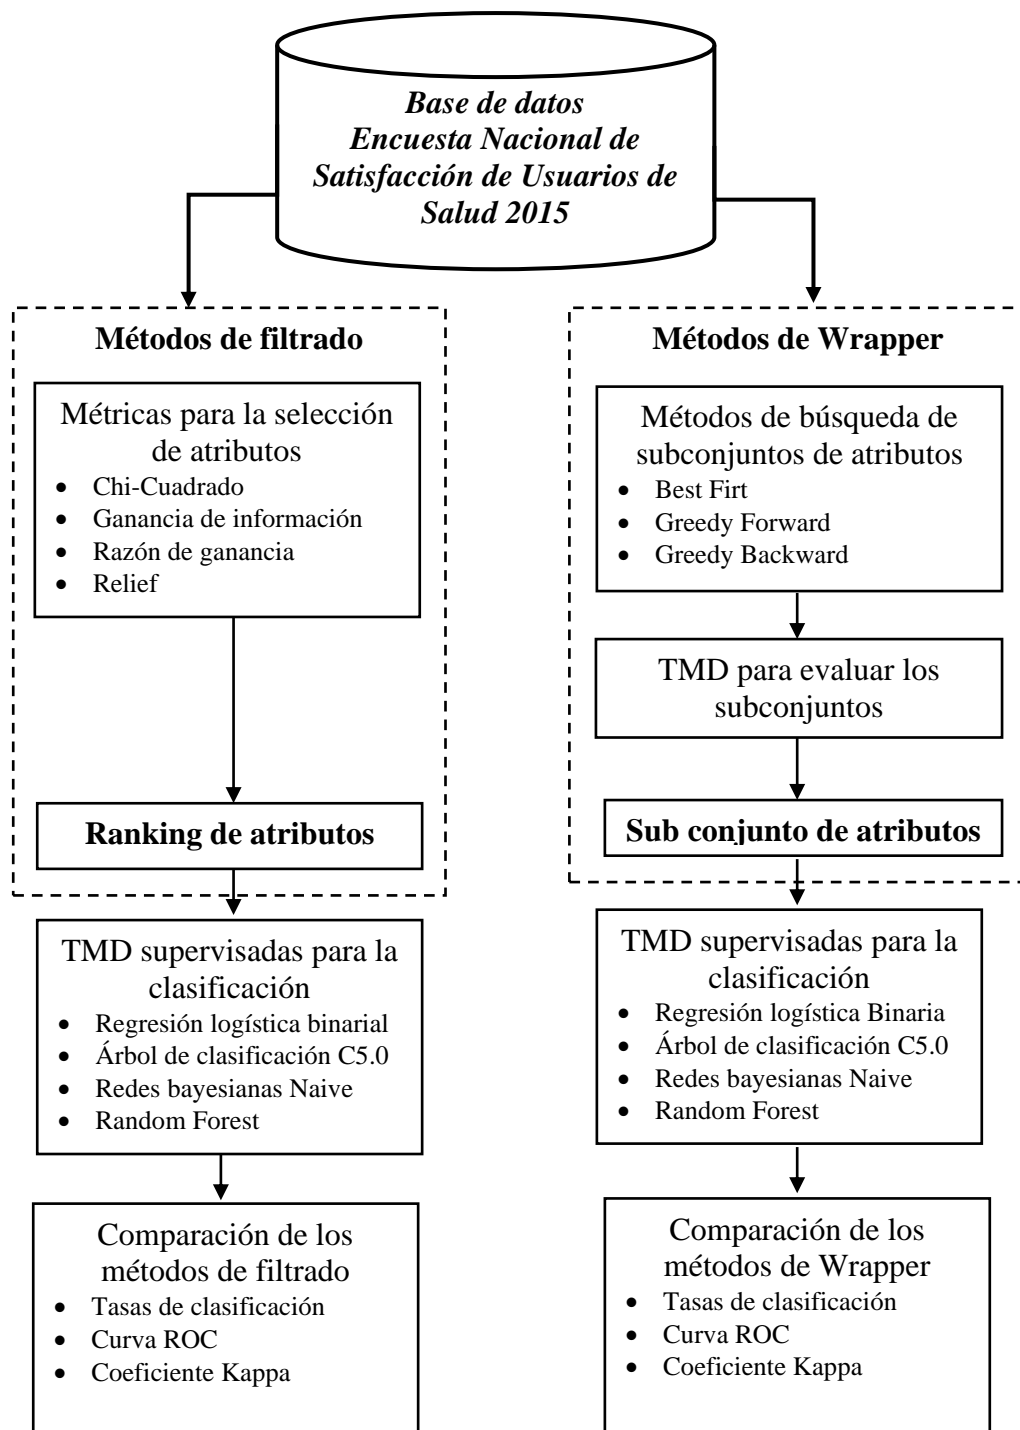 Base de datos
Encuesta Nacional de
Satisfacción de Usuarios de
Salud 2015
Métodos de filtrado
Métricas para la selección
de atributos
• Chi-Cuadrado
• Ganancia de información
• Razón de ganancia
• Relief
Ranking de atributos
TMD supervisadas para la
clasificación
• Regresión logística binarial
• Árbol de clasificación C5.0
• Redes bayesianas Naive
• Random Forest
Comparación de los
métodos de filtrado
• Tasas de clasificación
• Curva ROC
• Coeficiente Kappa
Métodos de Wrapper
Métodos de búsqueda de
subconjuntos de atributos
• Best Firt
• Greedy Forward
• Greedy Backward
TMD para evaluar los
subconjuntos
Sub conjunto de atributos
TMD supervisadas para la
clasificación
• Regresión logística Binaria
• Árbol de clasificación C5.0
• Redes bayesianas Naive
• Random Forest
Comparación de los
métodos de Wrapper
• Tasas de clasificación
• Curva ROC
• Coeficiente Kappa